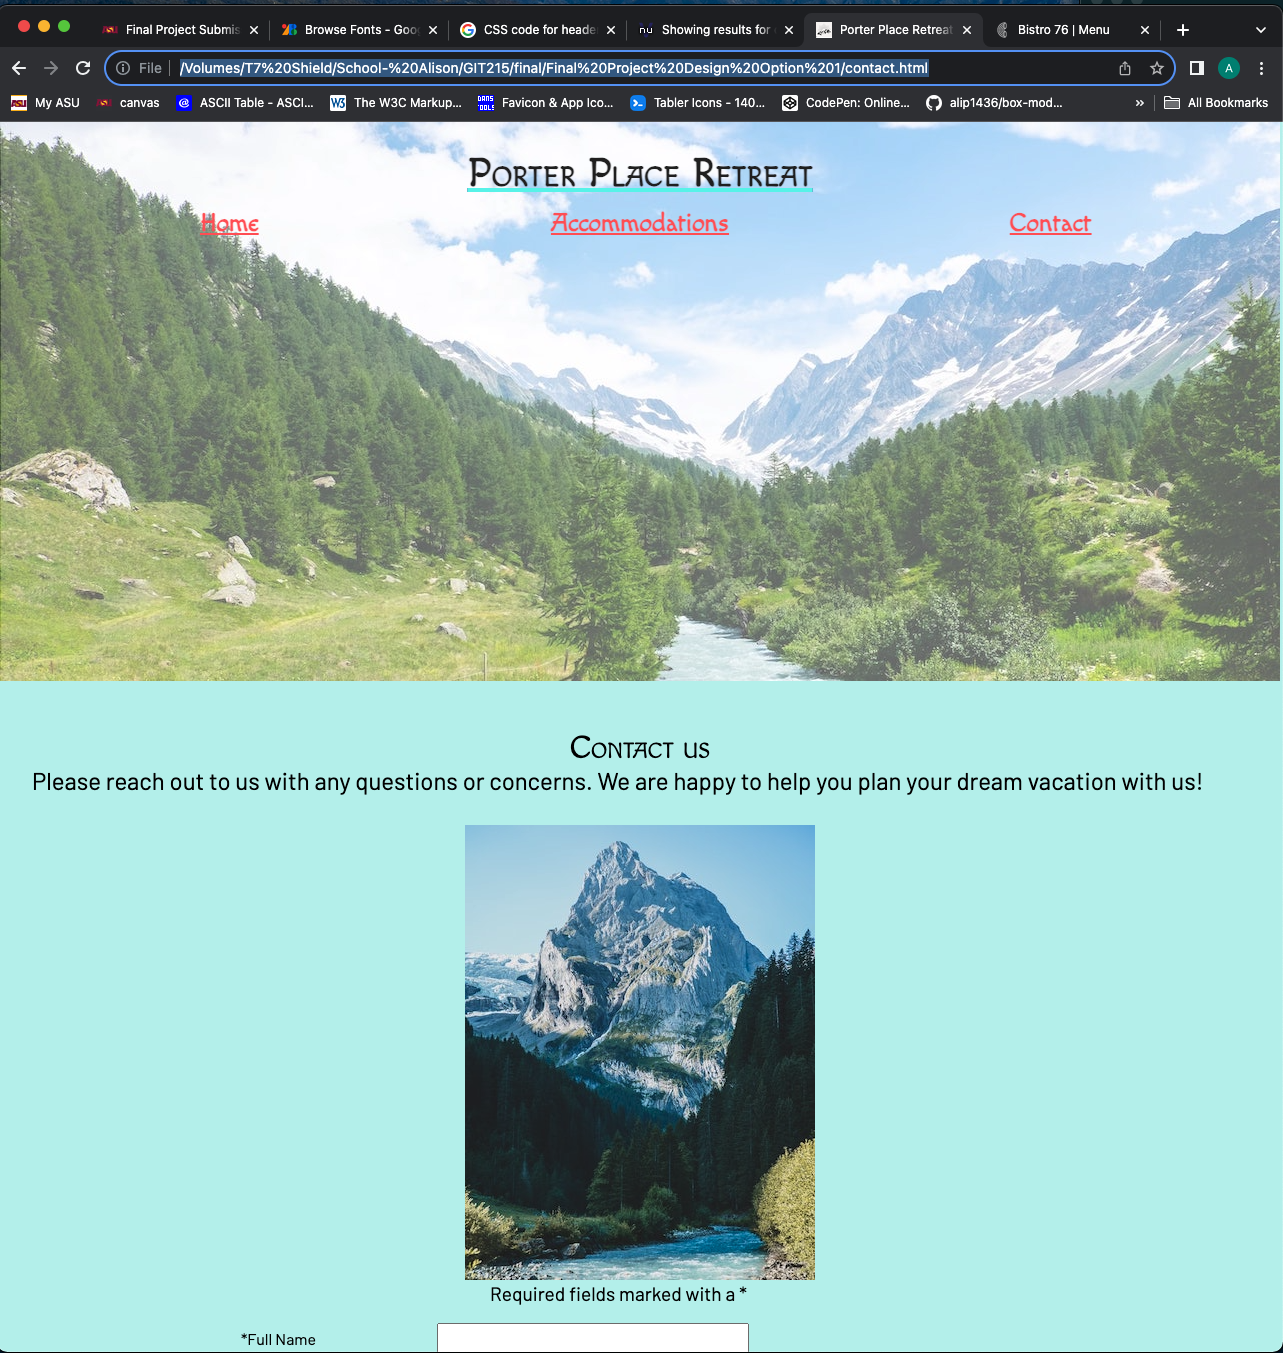 Final Project Submis
Browse Fonts - Goo
CSS code for heade
Showing results for
Porter Place Retreat
Bistro 76 | Menu
File
/Volumes/T7%20Shield/School-%20Alison/GIT215/final/Final%20Project%20Design%20Option%201/contact.html
A
My ASU
canvas
ASCII Table - ASCI...
The W3C Markup...
Favicon & App Ico...
Tabler Icons - 140...
CodePen: Online...
alip1436/box-mod...
»
All Bookmarks
Porter Place Retreat
Home
Accommodations
Contact
Contact us
Please reach out to us with any questions or concerns. We are happy to help you plan your dream vacation with us!
Required fields marked with a *
*Full Name